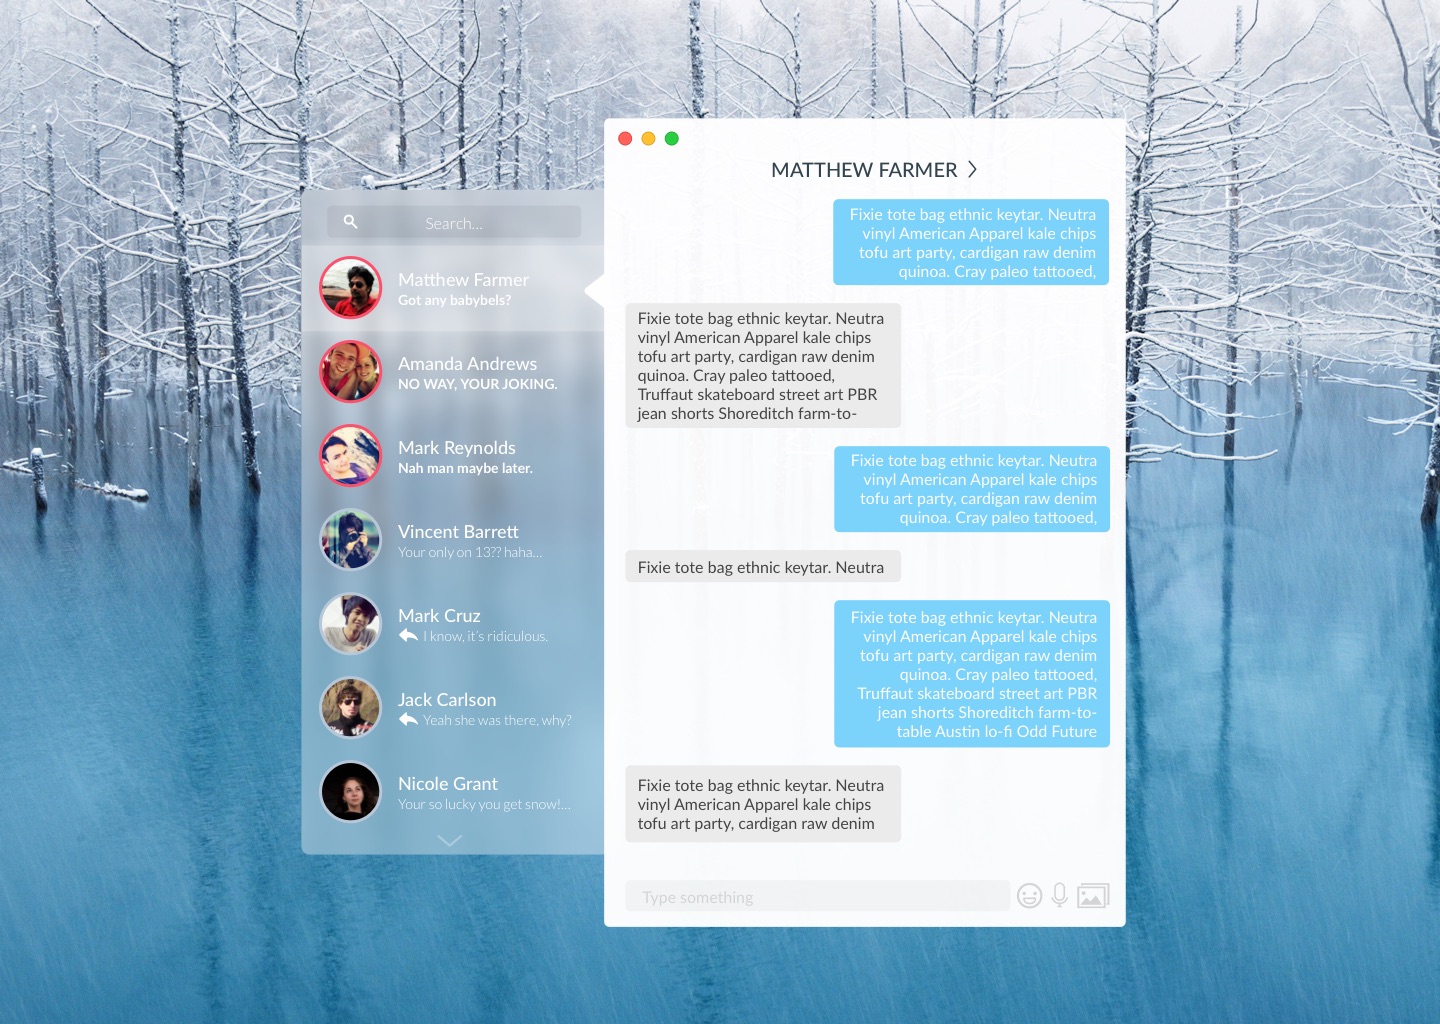 Search...
Matthew Farmer
Got any babybels?
Amanda Andrews
NO WAY, YOUR JOKING.
Mark Reynolds
Nah man maybe later.
Vincent Barrett
Your only on 13?? haha...
Mark Cruz
I know, it's ridiculous.
Jack Carlson
Yeah she was there, why?
Nicole Grant
Your so lucky you get snow!...
MATTHEW FARMER
Fixie tote bag ethnic keytar. Neutra
vinyl American Apparel kale chips
tofu art party, cardigan raw denim
quinoa. Cray paleo tattooed,
Fixie tote bag ethnic keytar. Neutra
vinyl American Apparel kale chips
tofu art party, cardigan raw denim
quinoa. Cray paleo tattooed,
Truffaut skateboard street art PBR
jean shorts Shoreditch farm-to-
Fixie tote bag ethnic keytar. Neutra
vinyl American Apparel kale chips
tofu art party, cardigan raw denim
quinoa. Cray paleo tattooed,
Fixie tote bag ethnic keytar. Neutra
Fixie tote bag ethnic keytar. Neutra
vinyl American Apparel kale chips
tofu art party, cardigan raw denim
quinoa. Cray paleo tattooed,
Truffaut skateboard street art PBR
jean shorts Shoreditch farm-to-
table Austin lo-fi Odd Future
Fixie tote bag ethnic keytar. Neutra
vinyl American Apparel kale chips
tofu art party, cardigan raw denim
Type something